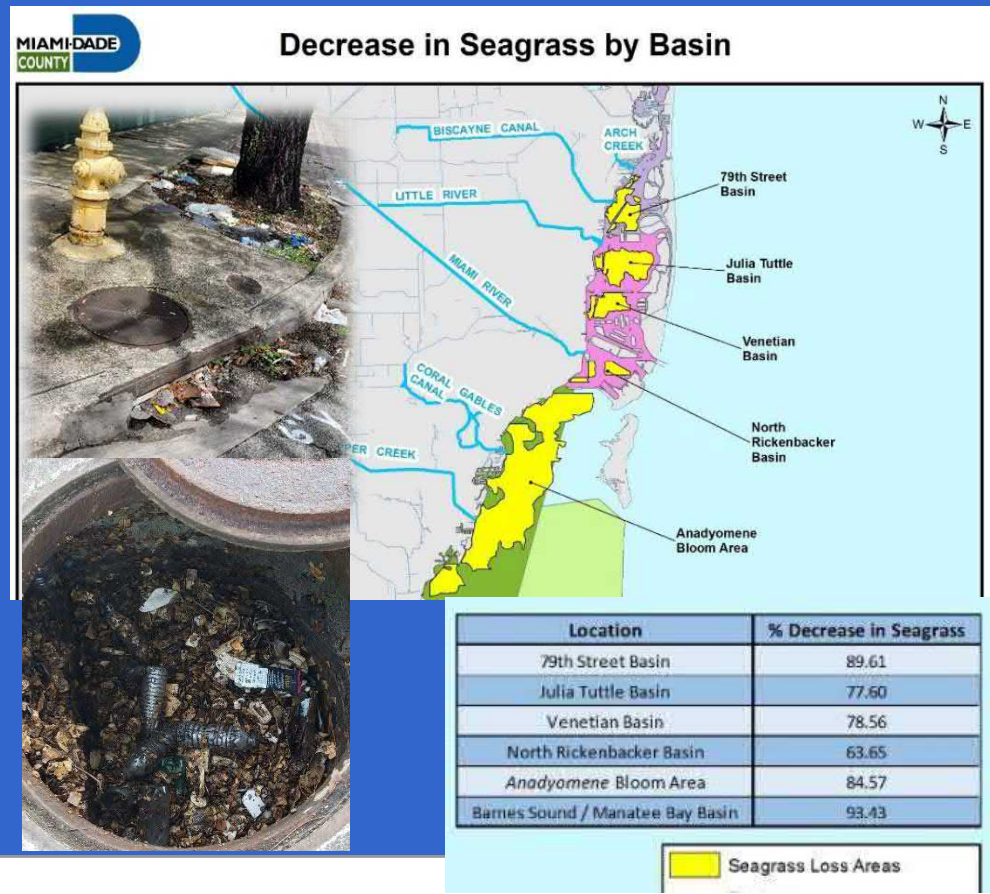 MIAMI-DADE
COUNTY
Decrease in Seagrass by Basin
N
W E
S
BISCAYNE CANAL
ARCH
CREEK
LITTLE RIVER
MIAMI RIVER
CORAL GABLES
CANAL
PER CREEK
79th Street
Basin
Julia Tuttle
Basin
Venetian
Basin
North
Rickenbacker
Basin
Anadyomene
Bloom Area
Location % Decrease in Seagrass
79th Street Basin 89.61
Julia Tuttle Basin 77.60
Venetian Basin 78.56
North Rickenbacker Basin 63.65
Anadyomene Bloom Area 84.57
Barnes Sound / Manatee Bay Basin 93.43
Seagrass Loss Areas